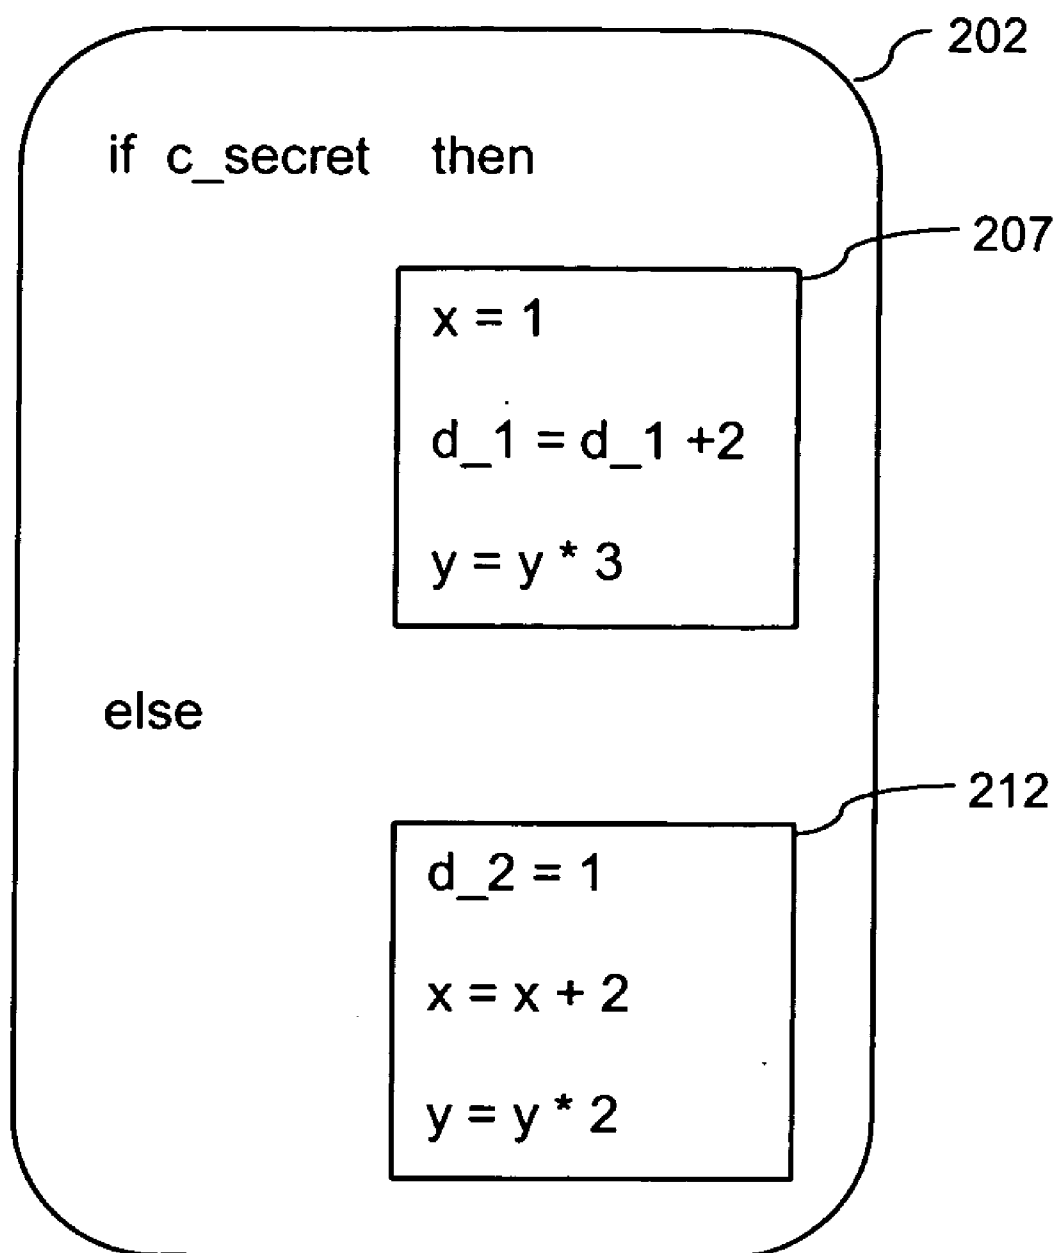 202
if c_secret then
207
x = 1
d_1 = d_1 +2
y = y * 3
else
212
d_2 = 1
x = x + 2
y = y * 2